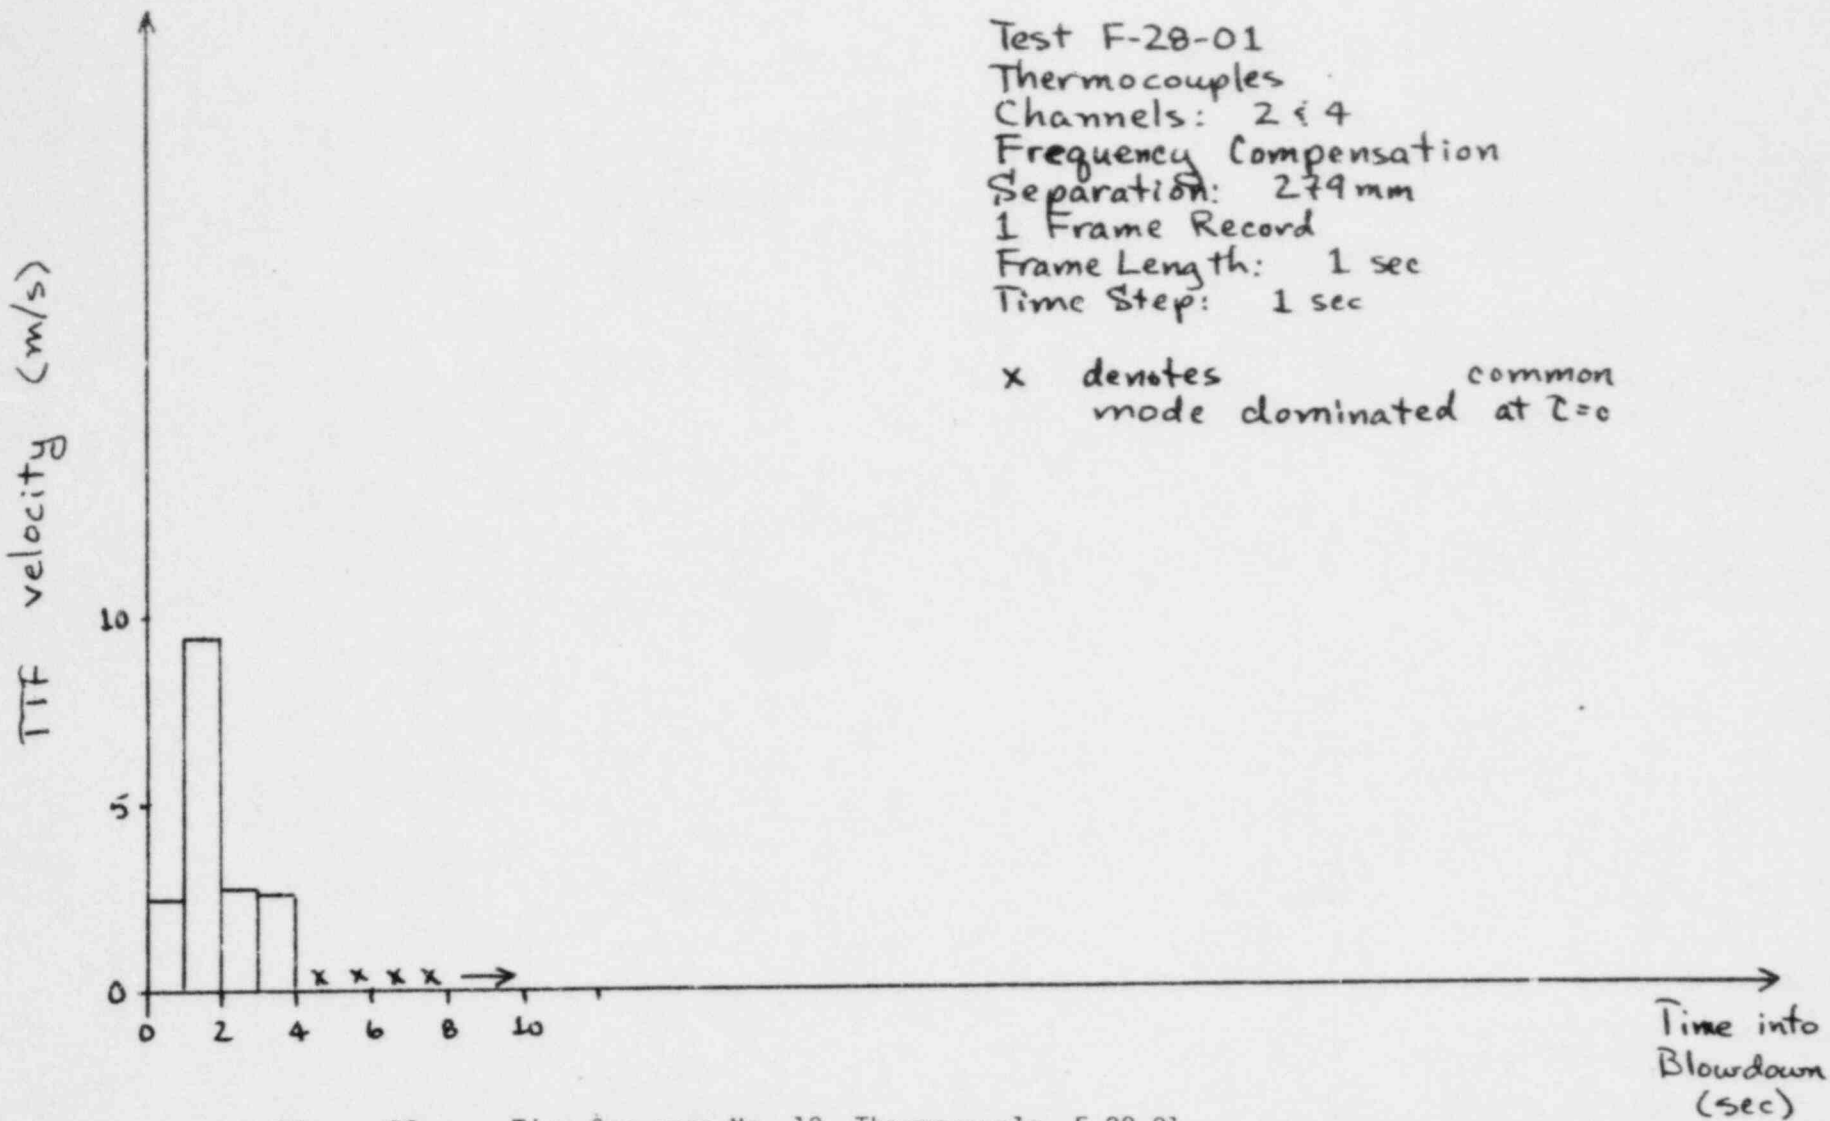 Test F-28-01
Thermocouples
Channels: 2 & 4
Frequency Compensation
Separation: 279 mm
1 Frame Record
Frame Length: 1 sec
Time Step: 1 sec
x denotes common
mode dominated at τ=0
TTF velocity (m/s)
10
5
0
x x x x
0 2 4 6 8 10
Time into
Blowdown
(sec)